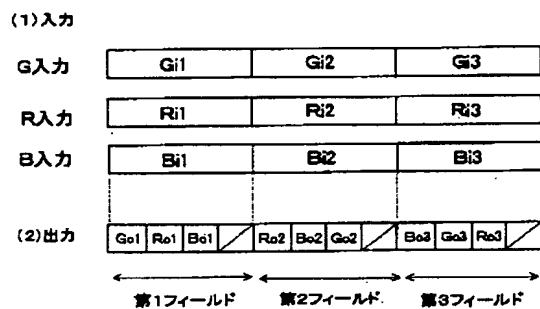 (1)入力
G入力 Gi1 Gi2 Gi3
R入力 Ri1 Ri2 Ri3
B入力 Bi1 Bi2 Bi3
(2)出力 Go1 Ro1 Bo1 Ro2 Bo2 Go2 Bo3 Go3 Ro3
第1フィールド 第2フィールド 第3フィールド